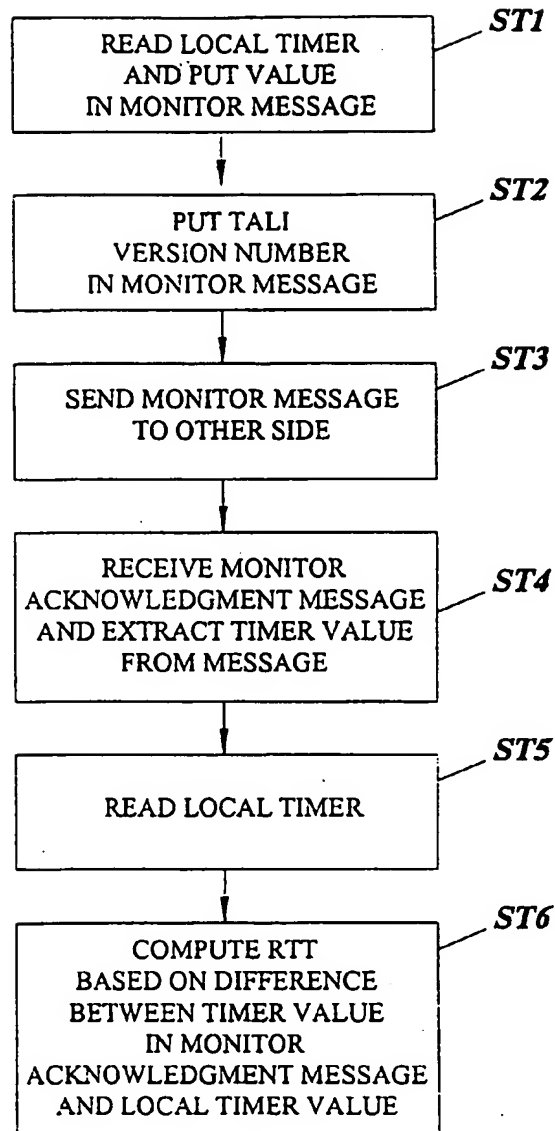 ST1
READ LOCAL TIMER
AND PUT VALUE
IN MONITOR MESSAGE
ST2
PUT TALI
VERSION NUMBER
IN MONITOR MESSAGE
ST3
SEND MONITOR MESSAGE
TO OTHER SIDE
ST4
RECEIVE MONITOR
ACKNOWLEDGMENT MESSAGE
AND EXTRACT TIMER VALUE
FROM MESSAGE
ST5
READ LOCAL TIMER
ST6
COMPUTE RTT
BASED ON DIFFERENCE
BETWEEN TIMER VALUE
IN MONITOR
ACKNOWLEDGMENT MESSAGE
AND LOCAL TIMER VALUE